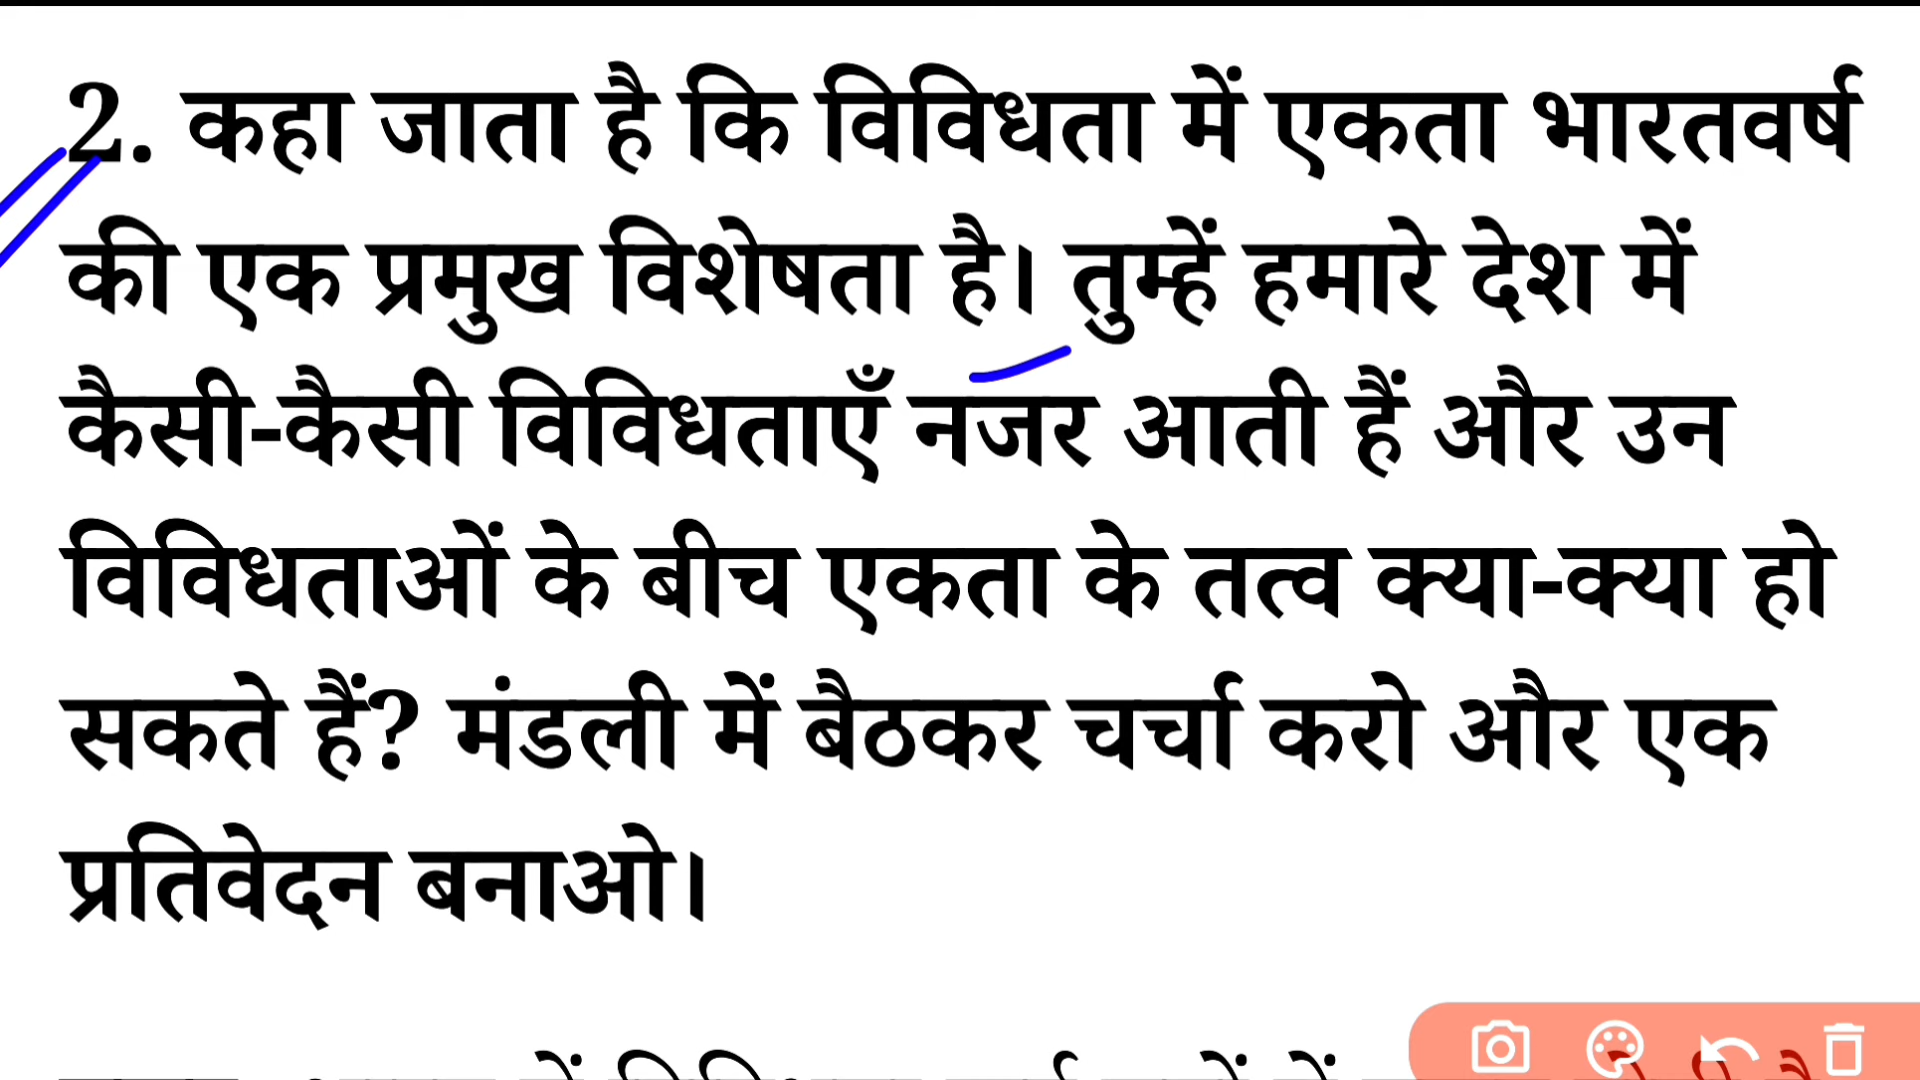 2. कहा जाता है कि विविधता में एकता भारतवर्ष
की एक प्रमुख विशेषता है। तुम्हें हमारे देश में
कैसी-कैसी विविधताएँ नजर आती हैं और उन
विविधताओं के बीच एकता के तत्व क्या-क्या हो
सकते हैं? मंडली में बैठकर चर्चा करो और एक
प्रतिवेदन बनाओ।